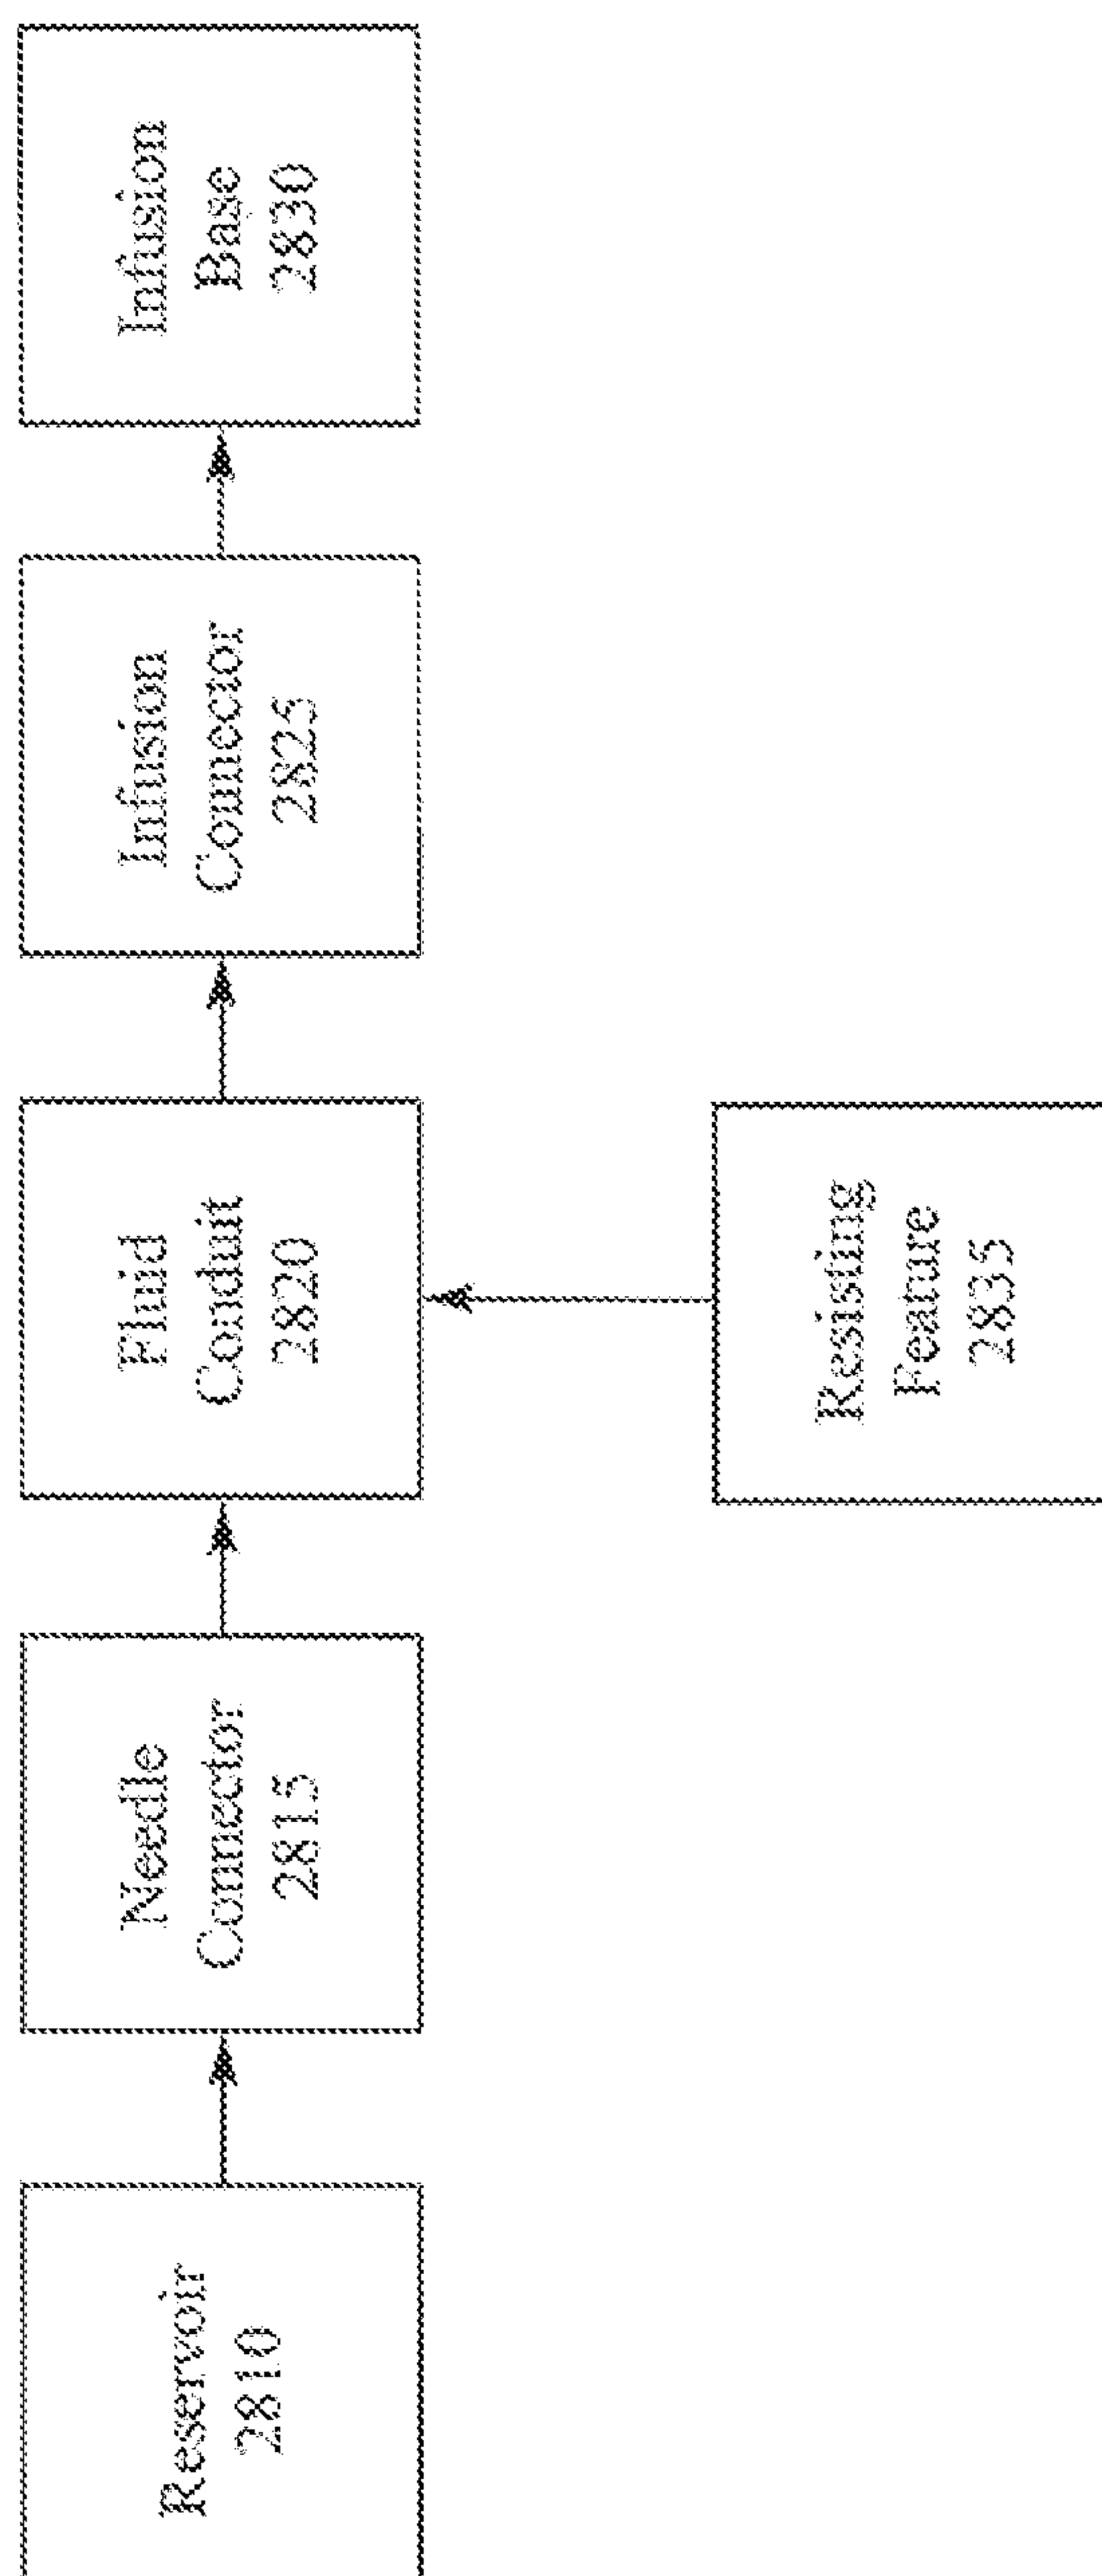 Reservoir
2810
Needle
Connector
2815
Fluid
Conduit
2820
Infusion
Connector
2825
Infusion
Base
2830
Resisting
Feature
2835